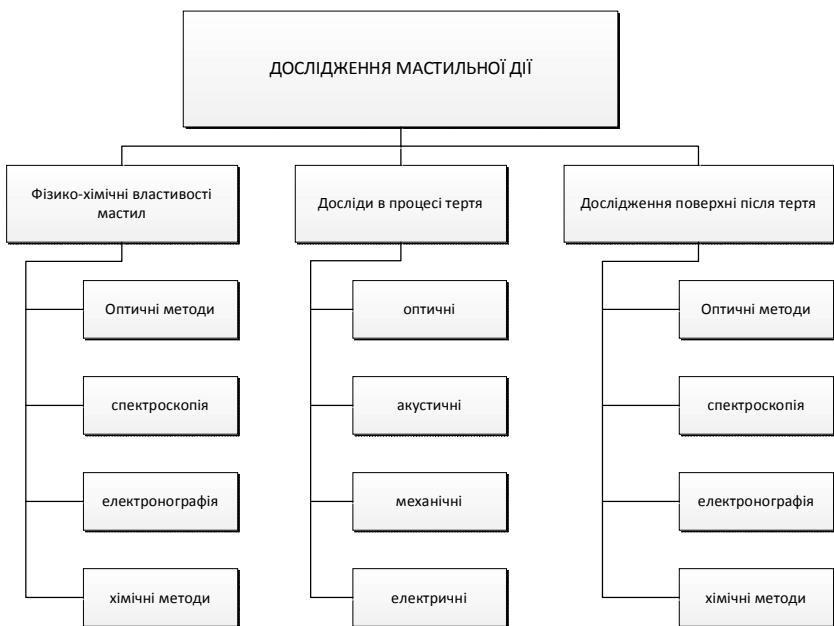 ДОСЛІДЖЕННЯ МАСТИЛЬНОЇ ДІЇ
Фізико-хімічні властивості
мастил
Досліди в процесі тертя
Дослідження поверхні після тертя
Оптичні методи
спектроскопія
електронографія
хімічні методи
оптичні
акустичні
механічні
електричні
Оптичні методи
спектроскопія
електронографія
хімічні методи